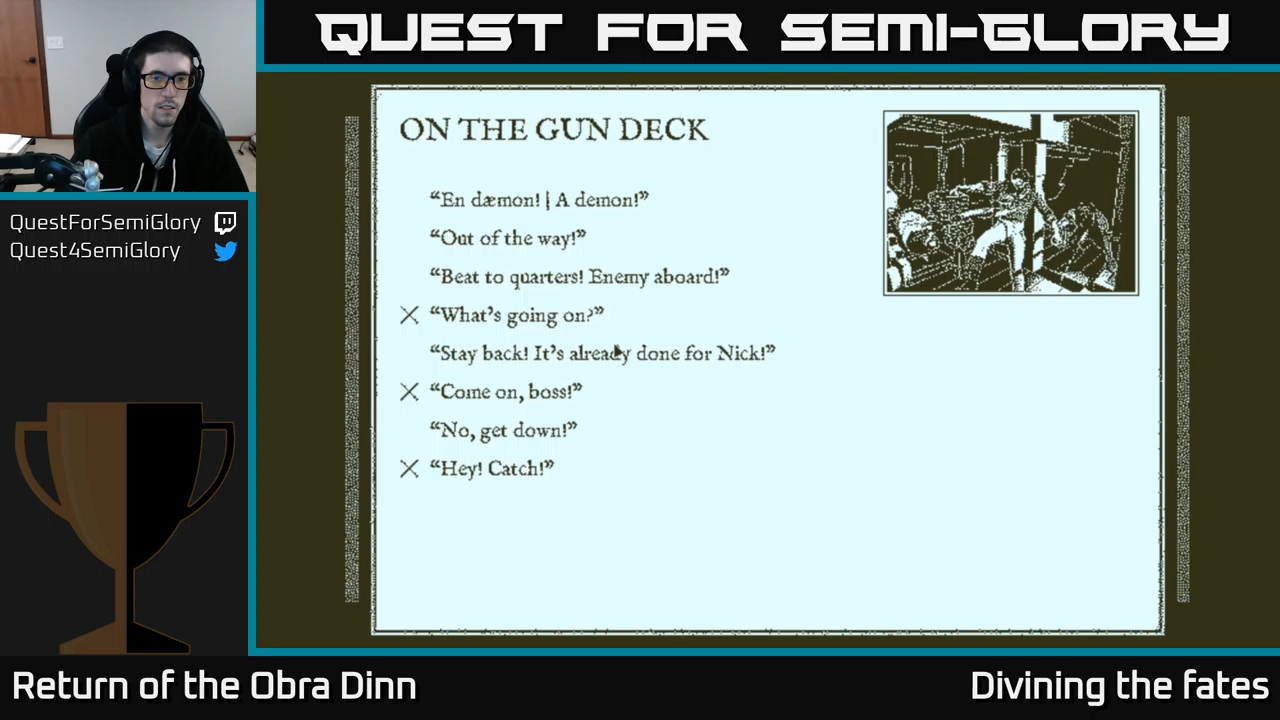 QUEST FOR SEMI-GLORY
QuestForSemiGlory
Quest4SemiGlory
ON THE GUN DECK
“En dæmon! | A demon!”
“Out of the way!”
“Beat to quarters! Enemy aboard!”
“What’s going on?”
“Stay back! It’s already done for Nick!”
“Come on, boss!”
“No, get down!”
“Hey! Catch!”
Return of the Obra Dinn
Divining the fates